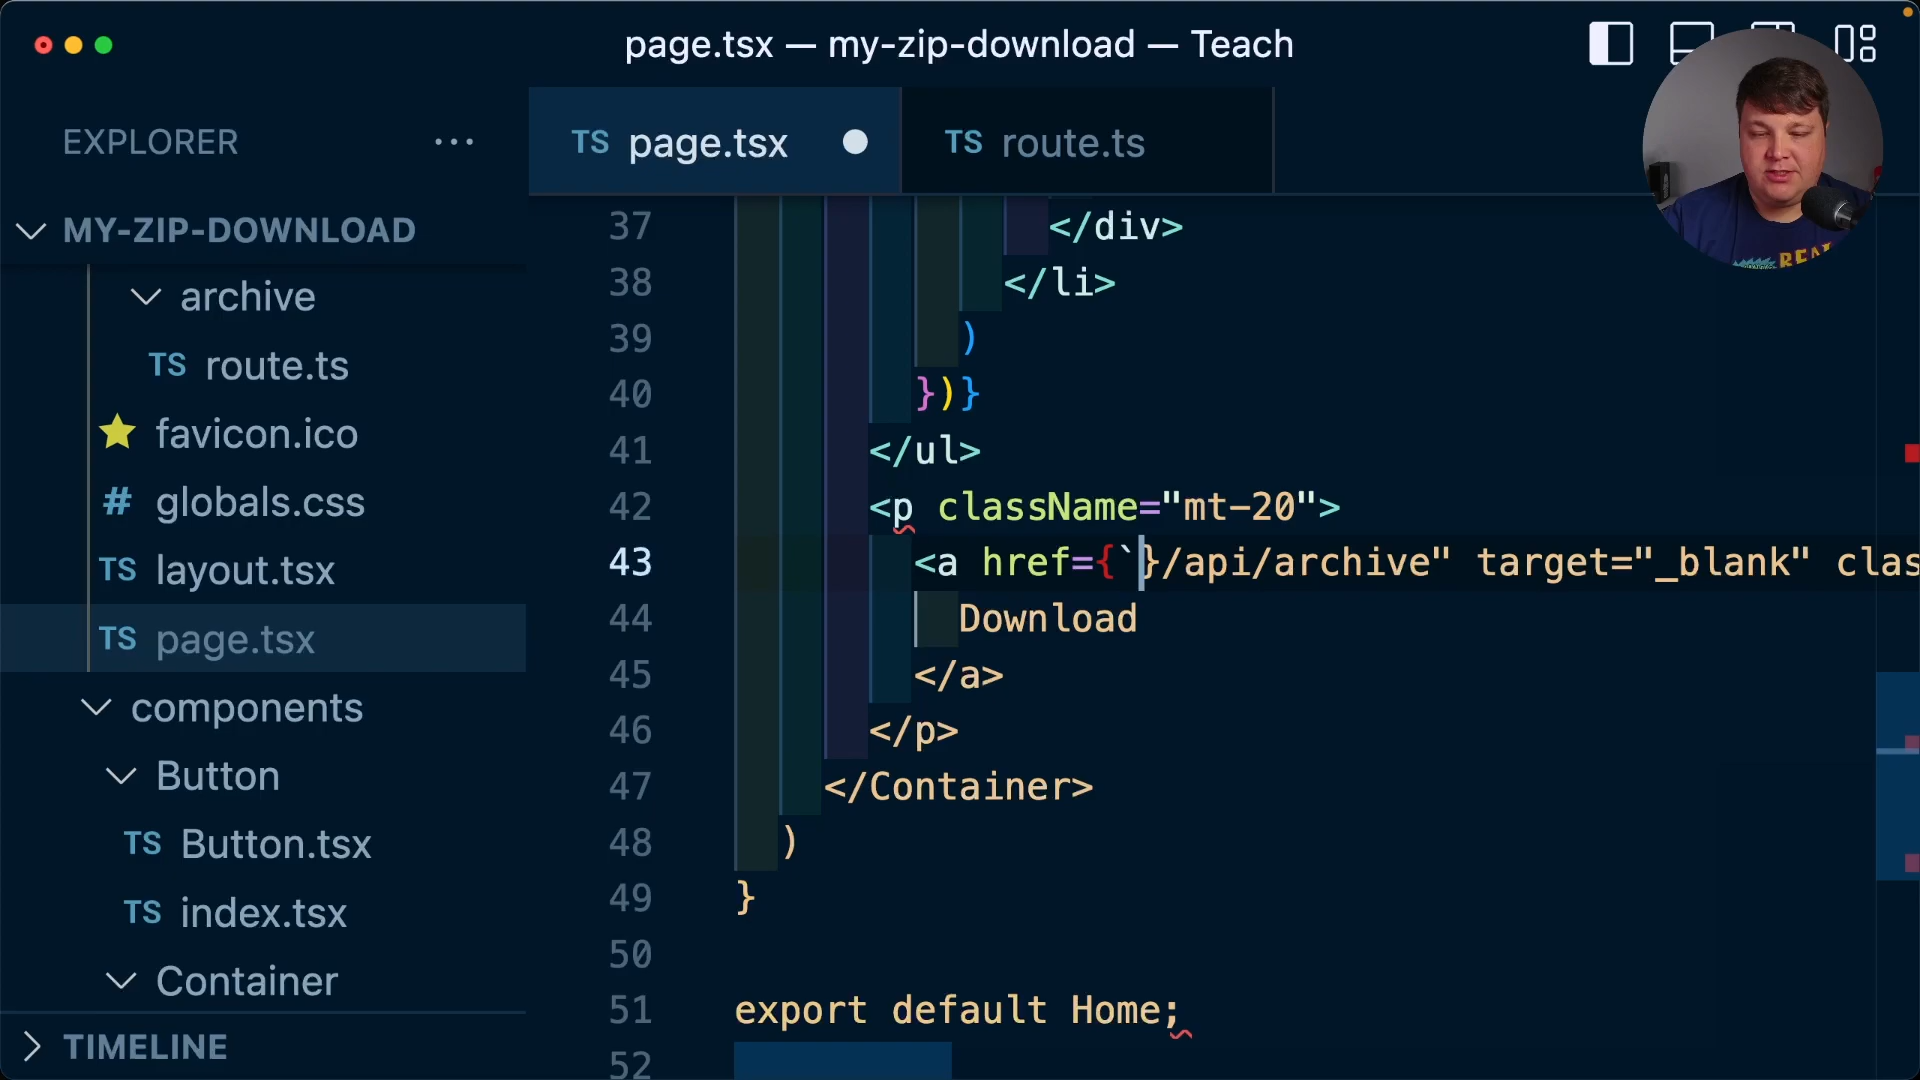 page.tsx — my-zip-download — Teach
EXPLORER
MY-ZIP-DOWNLOAD
archive
TS route.ts
favicon.ico
# globals.css
TS layout.tsx
TS page.tsx
components
Button
TS Button.tsx
TS index.tsx
Container
TIMELINE
TS page.tsx
TS route.ts
37 </div>
38 </li>
39 )
40 })}
41 </ul>
42 <p className="mt-20">
43 <a href={`}/api/archive" target="_blank" clas
44 Download
45 </a>
46 </p>
47 </Container>
48 )
49 }
50
51 export default Home;
52